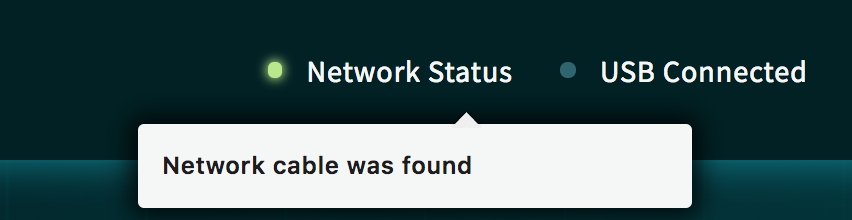 Network Status USB Connected
Network cable was found